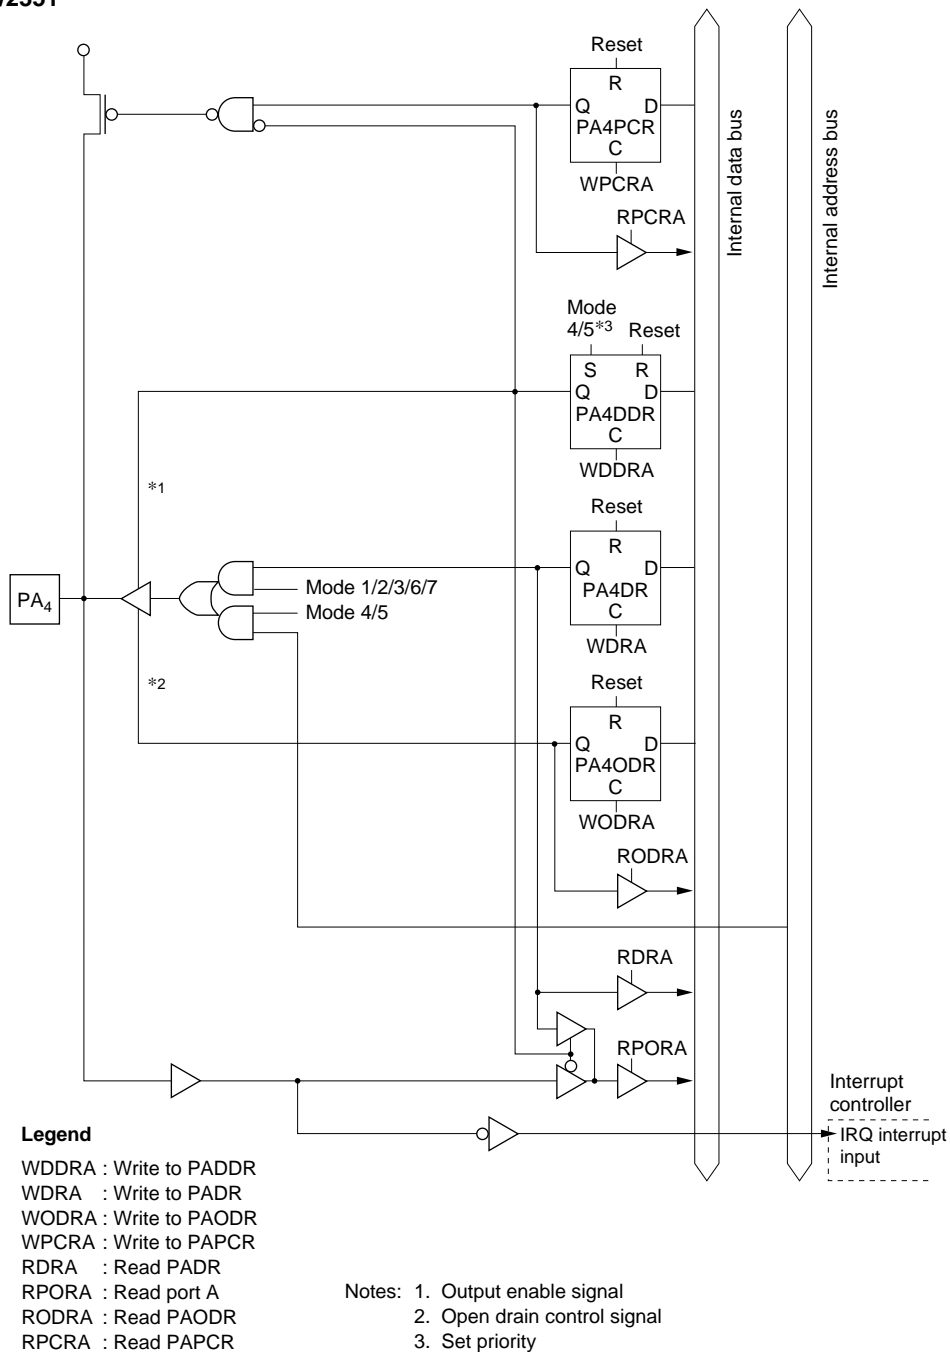 Reset
R
Q D
PA4PCR
C
WPCRA
RPCRA
Internal data bus
Internal address bus
Mode
4/5*3 Reset
S R
Q D
PA4DDR
C
WDDRA
*1
Reset
R
Q D
PA4DR
C
WDRA
Mode 1/2/3/6/7
Mode 4/5
PA4
*2
Reset
R
Q D
PA4ODR
C
WODRA
RODRA
RDRA
RPORA
Interrupt
controller
IRQ interrupt
input
Legend
WDDRA : Write to PADDR
WDRA : Write to PADR
WODRA : Write to PAODR
WPCRA : Write to PAPCR
RDRA : Read PADR
RPORA : Read port A
RODRA : Read PAODR
RPCRA : Read PAPCR
Notes: 1. Output enable signal
2. Open drain control signal
3. Set priority